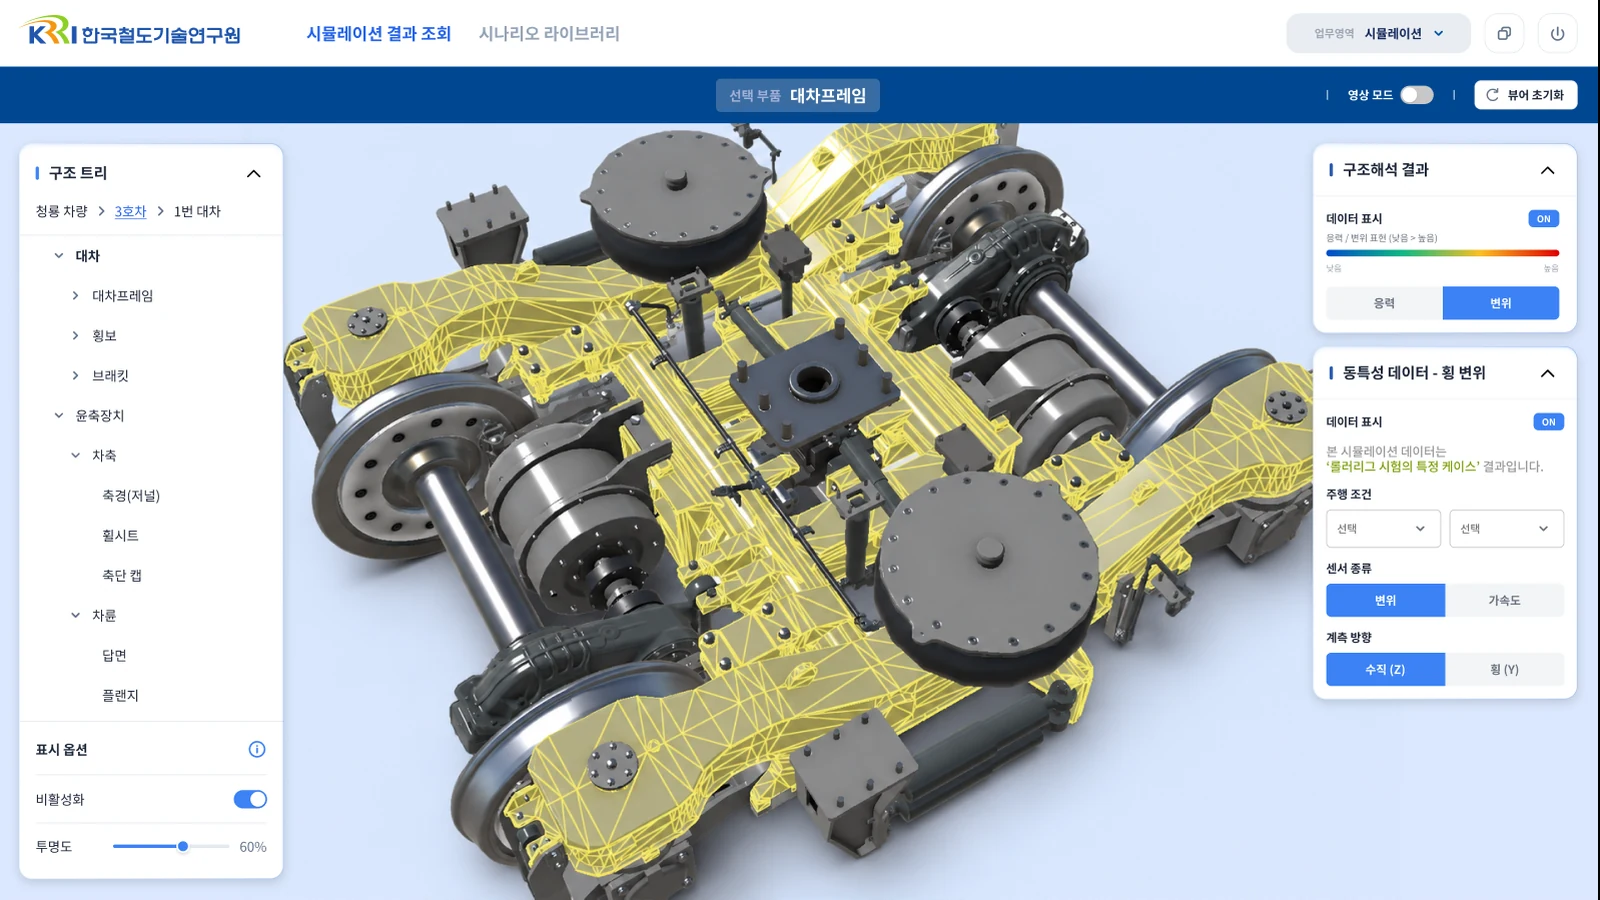 KRRI 한국철도기술연구원
시뮬레이션 결과 조회
시나리오 라이브러리
업무영역 시뮬레이션
선택 부품 대차프레임
영상 모드
뷰어 초기화
구조 트리
청룡 차량 > 3호차 > 1번 대차
대차
대차프레임
횡보
브래킷
윤축장치
차축
축경(저널)
휠시트
축단 캡
차륜
답면
플랜지
표시 옵션
비활성화
투명도 60%
구조해석 결과
데이터 표시 ON
응력 / 변위 표현 (낮음 > 높음)
낮음 높음
응력 변위
동특성 데이터 - 횡 변위
데이터 표시 ON
본 시뮬레이션 데이터는
‘롤러리그 시험의 특정 케이스’ 결과입니다.
주행 조건
선택 선택
센서 종류
변위 가속도
계측 방향
수직 (Z) 횡 (Y)